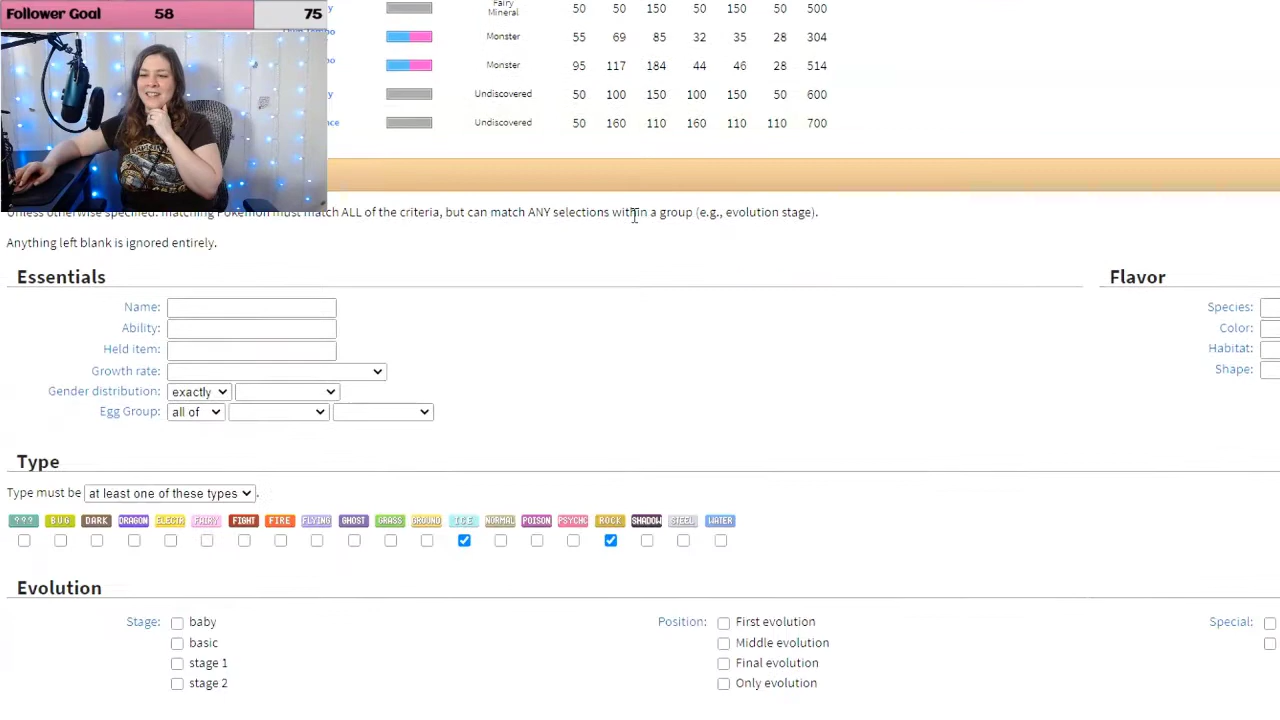 Follower Goal 58 75
Fairy
Mineral 50 50 150 50 150 50 500
Monster 55 69 85 32 35 28 304
Monster 95 117 184 44 46 28 514
Undiscovered 50 100 150 100 150 50 600
Undiscovered 50 160 110 160 110 110 700
Unless otherwise specified: matching Pokémon must match ALL of the criteria, but can match ANY selections within a group (e.g., evolution stage).
Anything left blank is ignored entirely.
Essentials Flavor
Name: Species:
Ability: Color:
Held item: Habitat:
Growth rate: Shape:
Gender distribution: exactly
Egg Group: all of
Type
Type must be at least one of these types .
??? BUG DARK DRAGON ELECTR FAIRY FIGHT FIRE FLYING GHOST GRASS GROUND ICE NORMAL POISON PSYCHC ROCK SHADOW STEEL WATER
Evolution
Stage: baby Position: First evolution Special:
basic Middle evolution
stage 1 Final evolution
stage 2 Only evolution